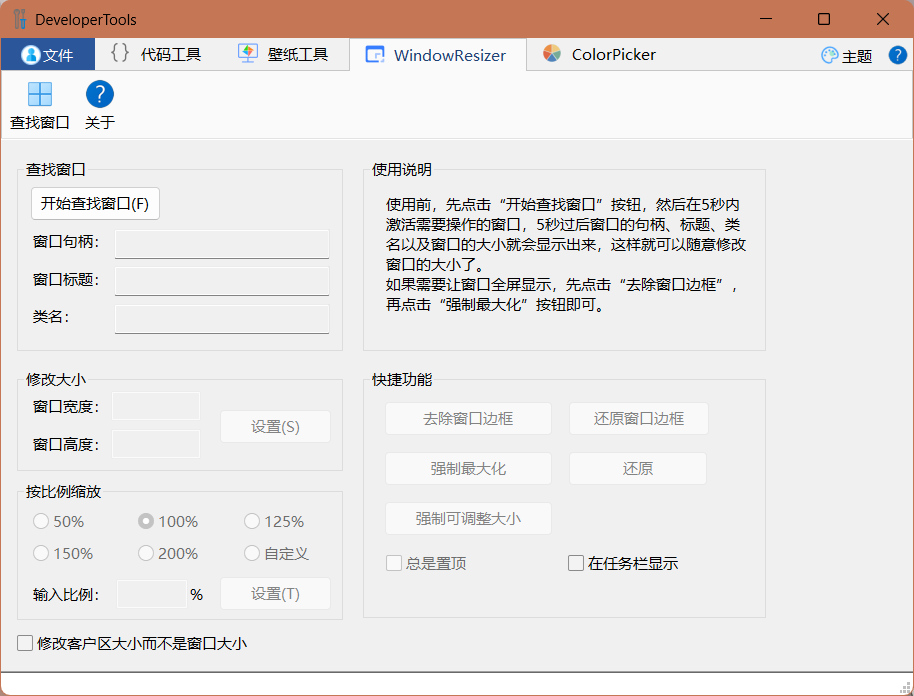 DeveloperTools
文件 代码工具 壁纸工具 WindowResizer ColorPicker 主题 ?
查找窗口 关于
查找窗口
开始查找窗口(F)
窗口句柄:
窗口标题:
类名:
使用说明
使用前，先点击“开始查找窗口”按钮，然后在5秒内
激活需要操作的窗口，5秒过后窗口的句柄、标题、类
名以及窗口的大小就会显示出来，这样就可以随意修改
窗口的大小了。
如果需要让窗口全屏显示，先点击“去除窗口边框”，
再点击“强制最大化”按钮即可。
修改大小
窗口宽度:
窗口高度:
设置(S)
按比例缩放
50% 100% 125%
150% 200% 自定义
输入比例: % 设置(T)
修改客户区大小而不是窗口大小
快捷功能
去除窗口边框 还原窗口边框
强制最大化 还原
强制可调整大小
总是置顶 在任务栏显示